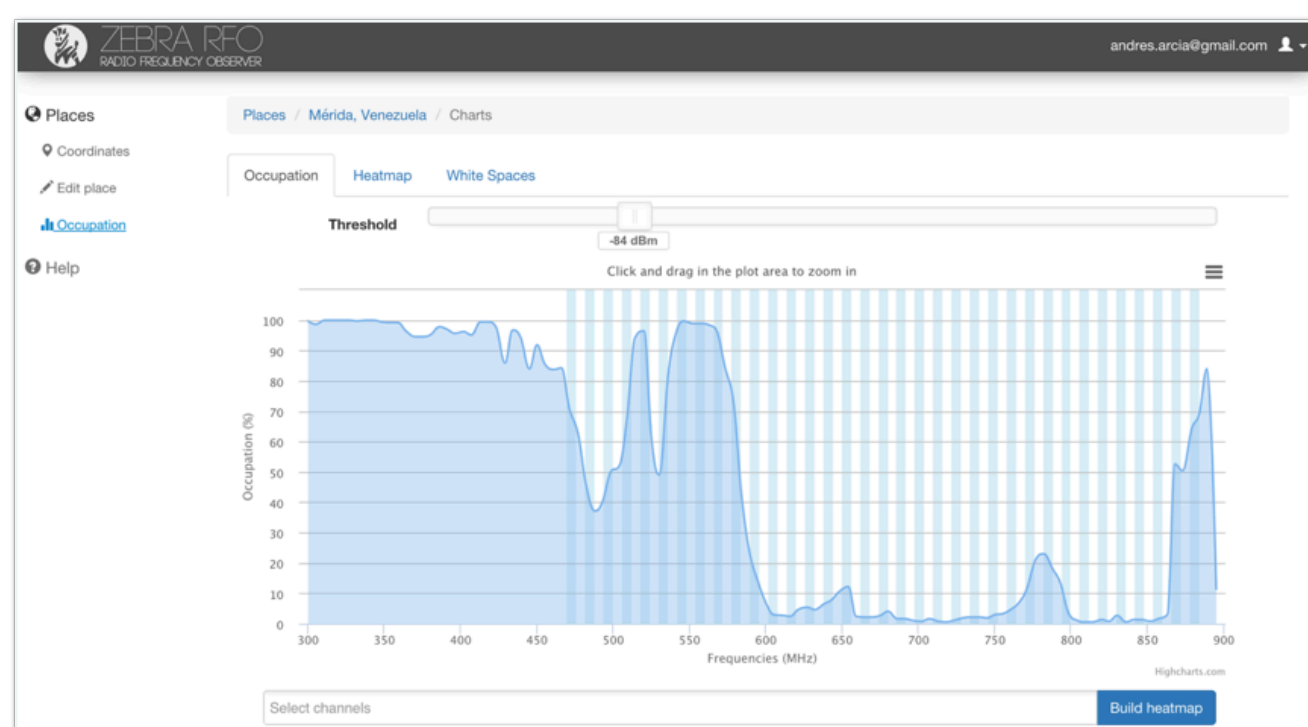 ZEBRA RFO
RADIO FREQUENCY OBSERVER
andres.arcia@gmail.com
Places
Coordinates
Edit place
Occupation
Help
Places / Mérida, Venezuela / Charts
Occupation Heatmap White Spaces
Threshold
-84 dBm
Click and drag in the plot area to zoom in
Occupation (%)
100
90
80
70
60
50
40
30
20
10
0
300 350 400 450 500 550 600 650 700 750 800 850 900
Frequencies (MHz)
Highcharts.com
Select channels
Build heatmap